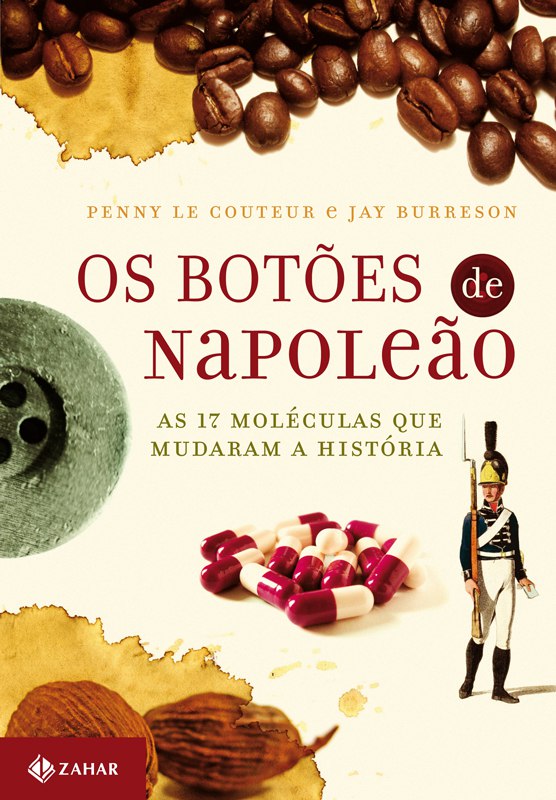 PENNY LE COUTEUR e JAY BURRESON
OS BOTÕES de
NAPOLEÃO
AS 17 MOLÉCULAS QUE
MUDARAM A HISTÓRIA
ZAHAR